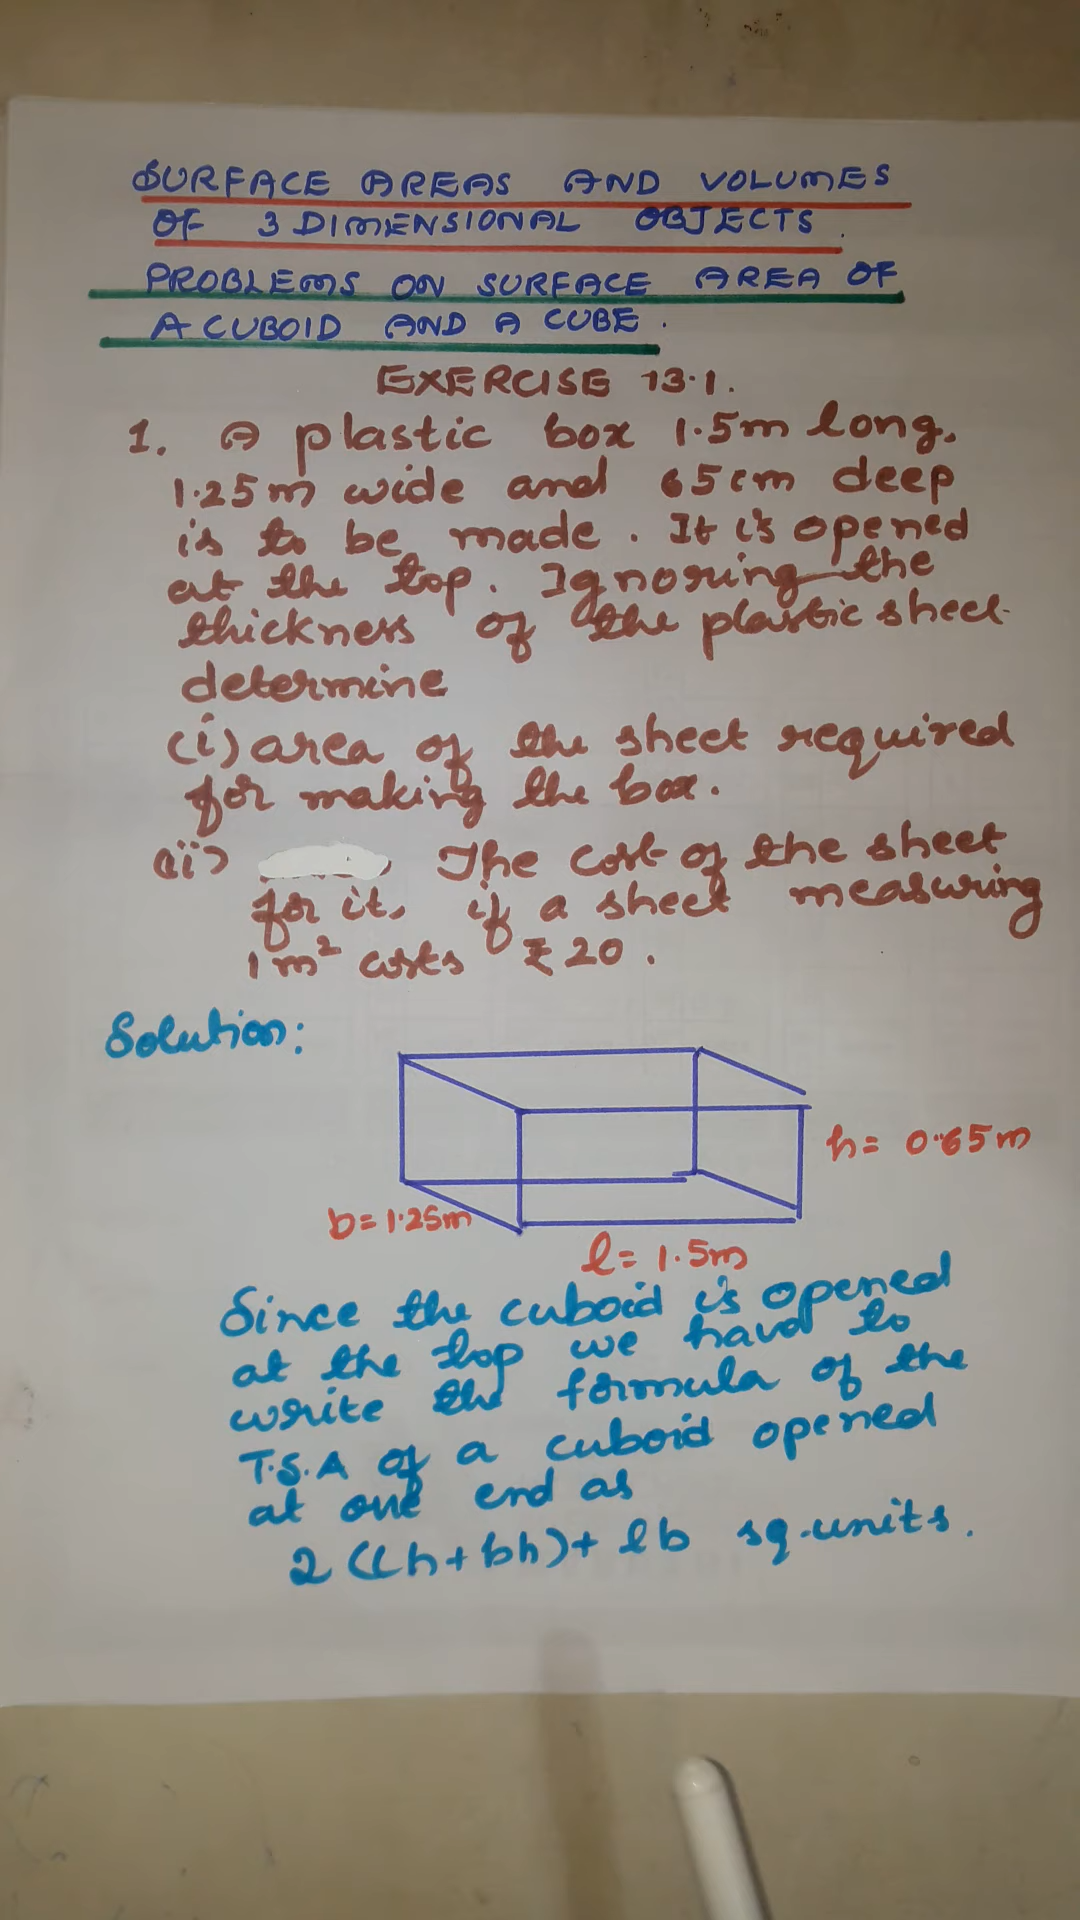 SURFACE AREAS AND VOLUMES
OF 3 DIMENSIONAL OBJECTS.
PROBLEMS ON SURFACE AREA OF
A CUBOID AND A CUBE.
EXERCISE 13.1.
1. A plastic box 1.5m long,
1.25m wide and 65cm deep
is to be made. It is opened
at the top. Ignoring the
thickness of the plastic sheet
determine
(i) area of the sheet required
for making the box.
(ii) The cost of the sheet
for it, if a sheet measuring
1m² costs ₹20.
Solution:
h= 0.65m
b=1.25m
l= 1.5m
Since the cuboid is opened
at the top we have to
write the formula of the
T.S.A of a cuboid opened
at one end as
2(lh+bh)+lb sq.units.